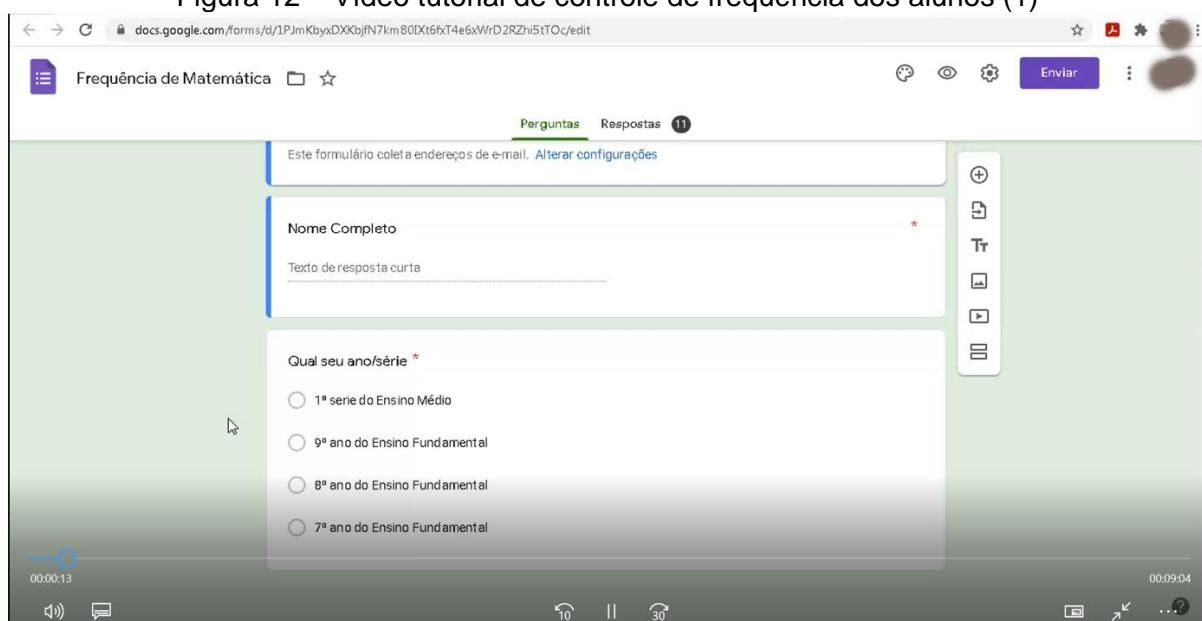 Figura 12 – Vídeo tutorial de controle de frequência dos alunos (1)
docs.google.com/forms/d/1PJmKbyxDXKbjfN7km80IXt6fxT4e6xWrD2RZhi5tTOc/edit
Frequência de Matemática
Enviar
Perguntas Respostas 11
Este formulário coleta endereços de e-mail. Alterar configurações
Nome Completo *
Texto de resposta curta
Tт
Qual seu ano/série *
1ª serie do Ensino Médio
9º ano do Ensino Fundamental
8º ano do Ensino Fundamental
7º ano do Ensino Fundamental
00:00:13 00:09:04
10 30